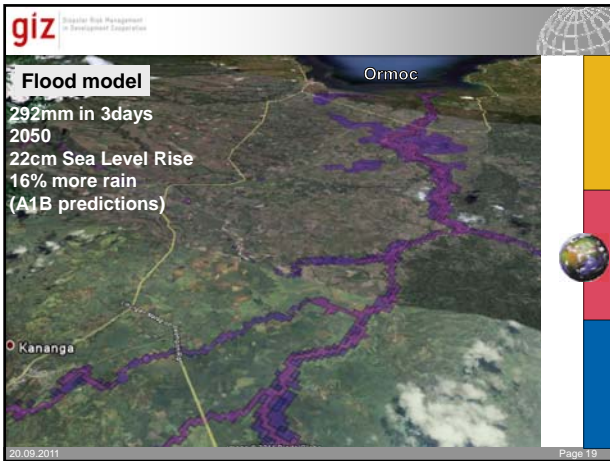 giz
Disaster Risk Management
in Development Cooperation
Flood model
292mm in 3days
2050
22cm Sea Level Rise
16% more rain
(A1B predictions)
Ormoc
Kananga
20.09.2011
Page 19